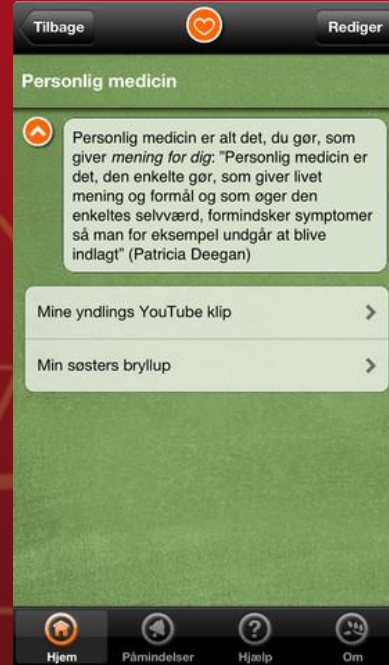 Tilbage
Rediger
Personlig medicin
Personlig medicin er alt det, du gør, som
giver mening for dig: "Personlig medicin er
det, den enkelte gør, som giver livet
mening og formål og som øger den
enkeltes selvværd, formindsker symptomer
så man for eksempel undgår at blive
indlagt" (Patricia Deegan)
Mine yndlings YouTube klip
Min søsters bryllup
Hjem
Påmindelser
Hjælp
Om